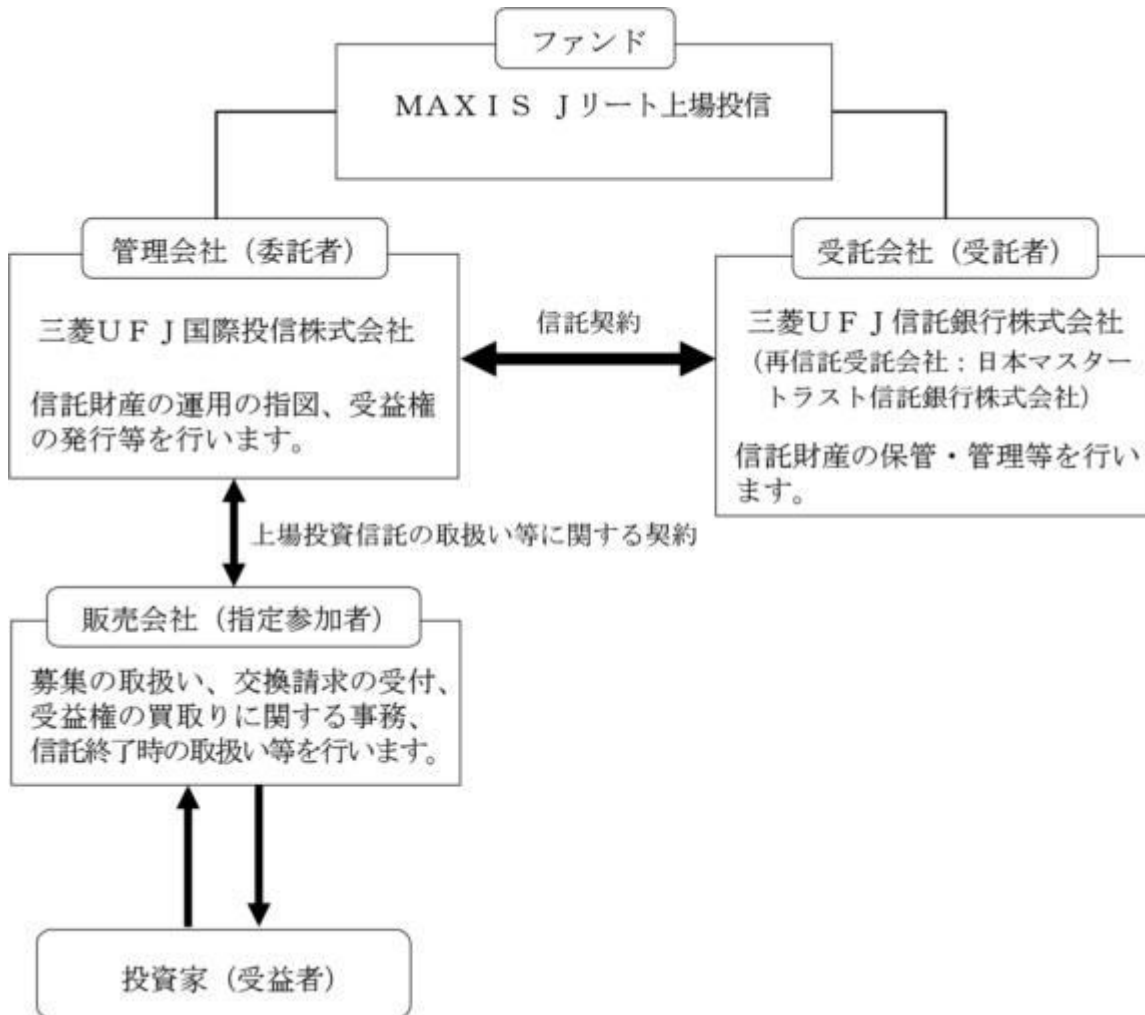 ファンド
MAXIS Jリート上場投信
管理会社（委託者）
三菱UFJ国際投信株式会社
信託財産の運用の指図、受益権
の発行等を行います。
信託契約
受託会社（受託者）
三菱UFJ信託銀行株式会社
（再信託受託会社：日本マスター
トラスト信託銀行株式会社）
信託財産の保管・管理等を行い
ます。
上場投資信託の取扱い等に関する契約
販売会社（指定参加者）
募集の取扱い、交換請求の受付、
受益権の買取りに関する事務、
信託終了時の取扱い等を行います。
投資家（受益者）